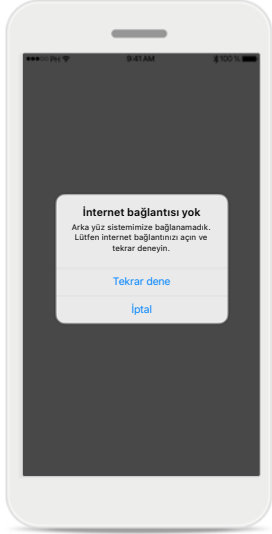 PH 9:41 AM 100 %
İnternet bağlantısı yok
Arka yüz sistemimize bağlanamadık.
Lütfen internet bağlantınızı açın ve
tekrar deneyin.
Tekrar dene
İptal